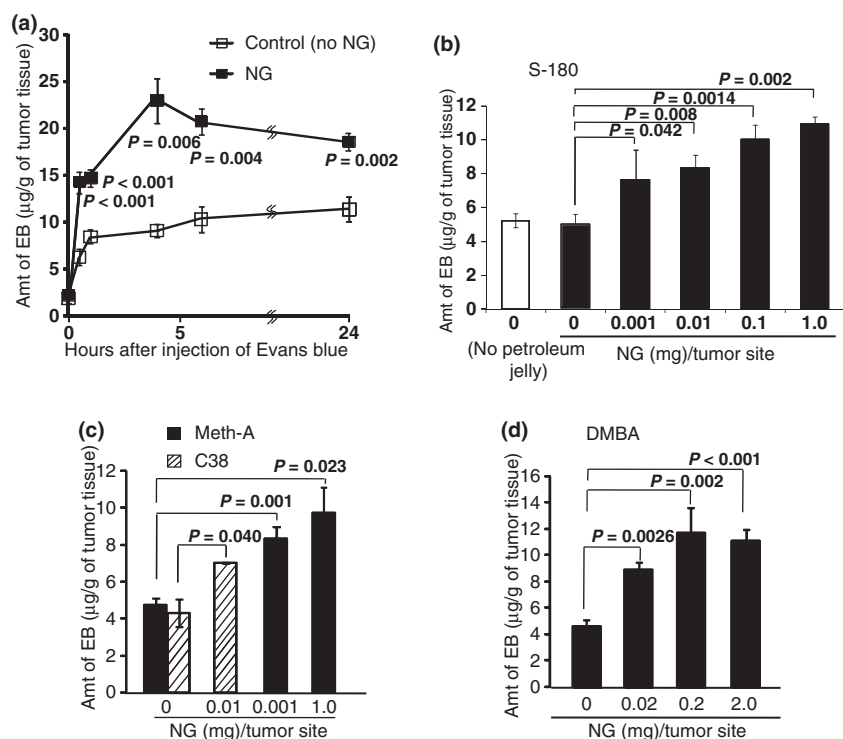 (a)
Control (no NG)
NG
Amt of EB (µg/g of tumor tissue)
35
30
25
20
15
10
5
0
P = 0.006
P = 0.004
P = 0.002
P < 0.001
P < 0.001
0 5 24
Hours after injection of Evans blue
(b)
S-180
Amt of EB (µg/g of tumor tissue)
12
10
8
6
4
2
0
P = 0.002
P = 0.0014
P = 0.008
P = 0.042
0 0 0.001 0.01 0.1 1.0
(No petroleum
jelly)
NG (mg)/tumor site
(c)
Meth-A
C38
Amt of EB (µg/g of tumor tissue)
12
10
8
6
4
2
0
P = 0.023
P = 0.001
P = 0.040
0 0.01 0.001 1.0
NG (mg)/tumor site
(d)
DMBA
Amt of EB (µg/g of tumor tissue)
16
14
12
10
8
6
4
2
0
P < 0.001
P = 0.002
P = 0.0026
0 0.02 0.2 2.0
NG (mg)/tumor site